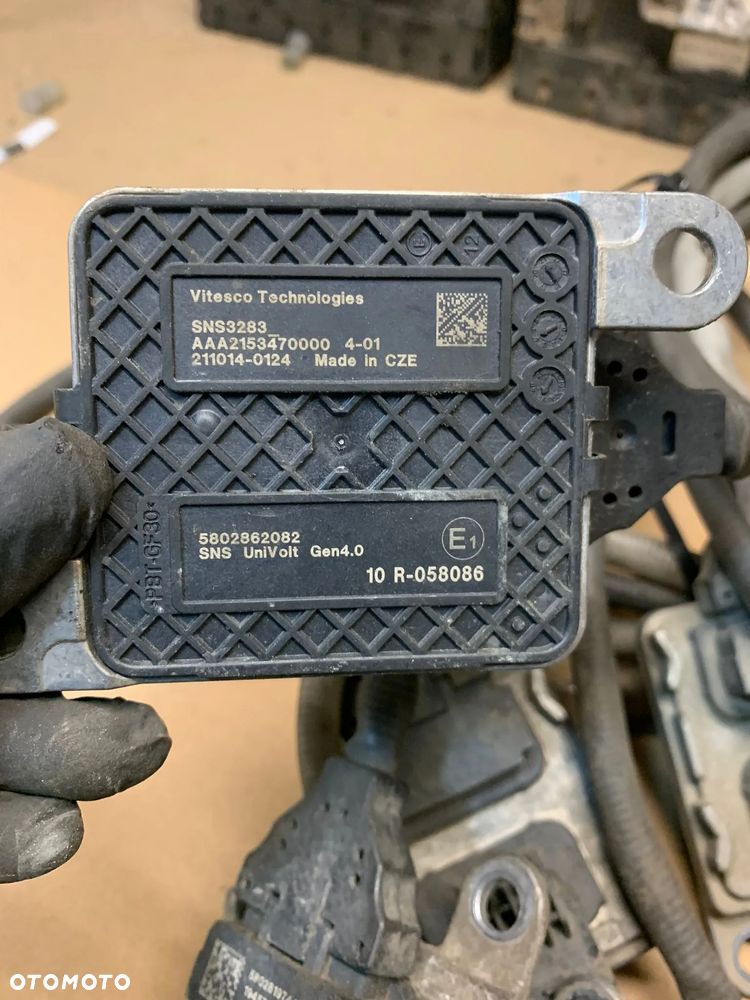 E 12
Vitesco Technologies
SNS3283_
AAA2153470000 4-01
211014-0124 Made in CZE
>PBT-GF30<
5802862082
SNS UniVolt Gen4.0
E1
10 R-058086
OTOMOTO